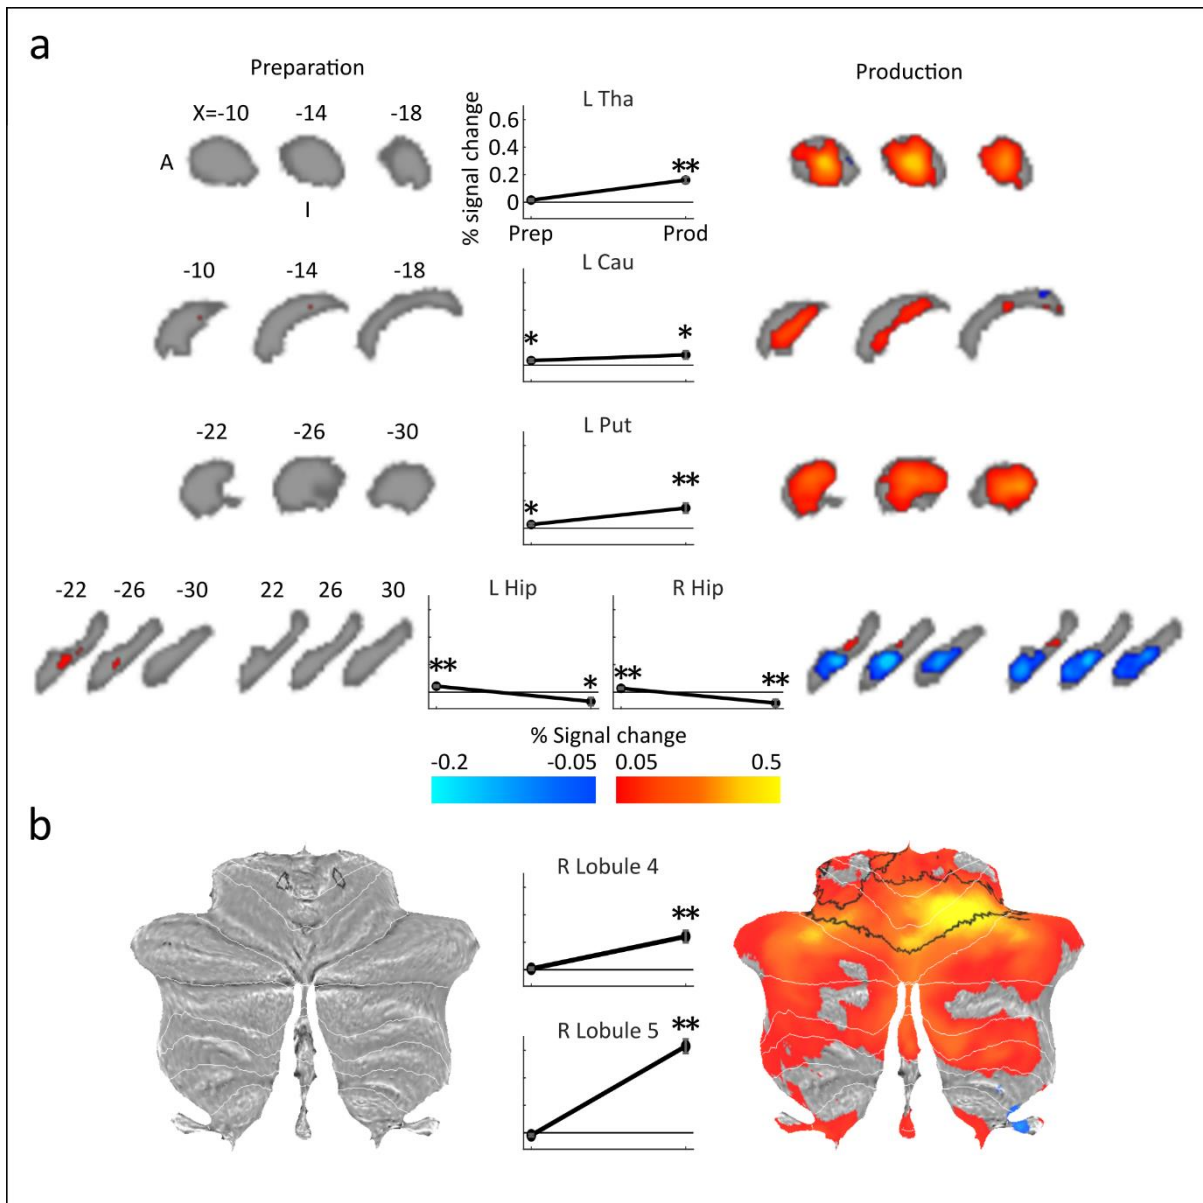 a
Preparation
Production
X=-10 -14 -18
L Tha
% signal change
0.6
0.4
0.2
0
**
A
I
Prep Prod
-10 -14 -18
L Cau
* *
-22 -26 -30
L Put
* **
-22 -26 -30 22 26 30
L Hip R Hip
** * ** **
% Signal change
-0.2 -0.05 0.05 0.5
b
R Lobule 4
**
R Lobule 5
**